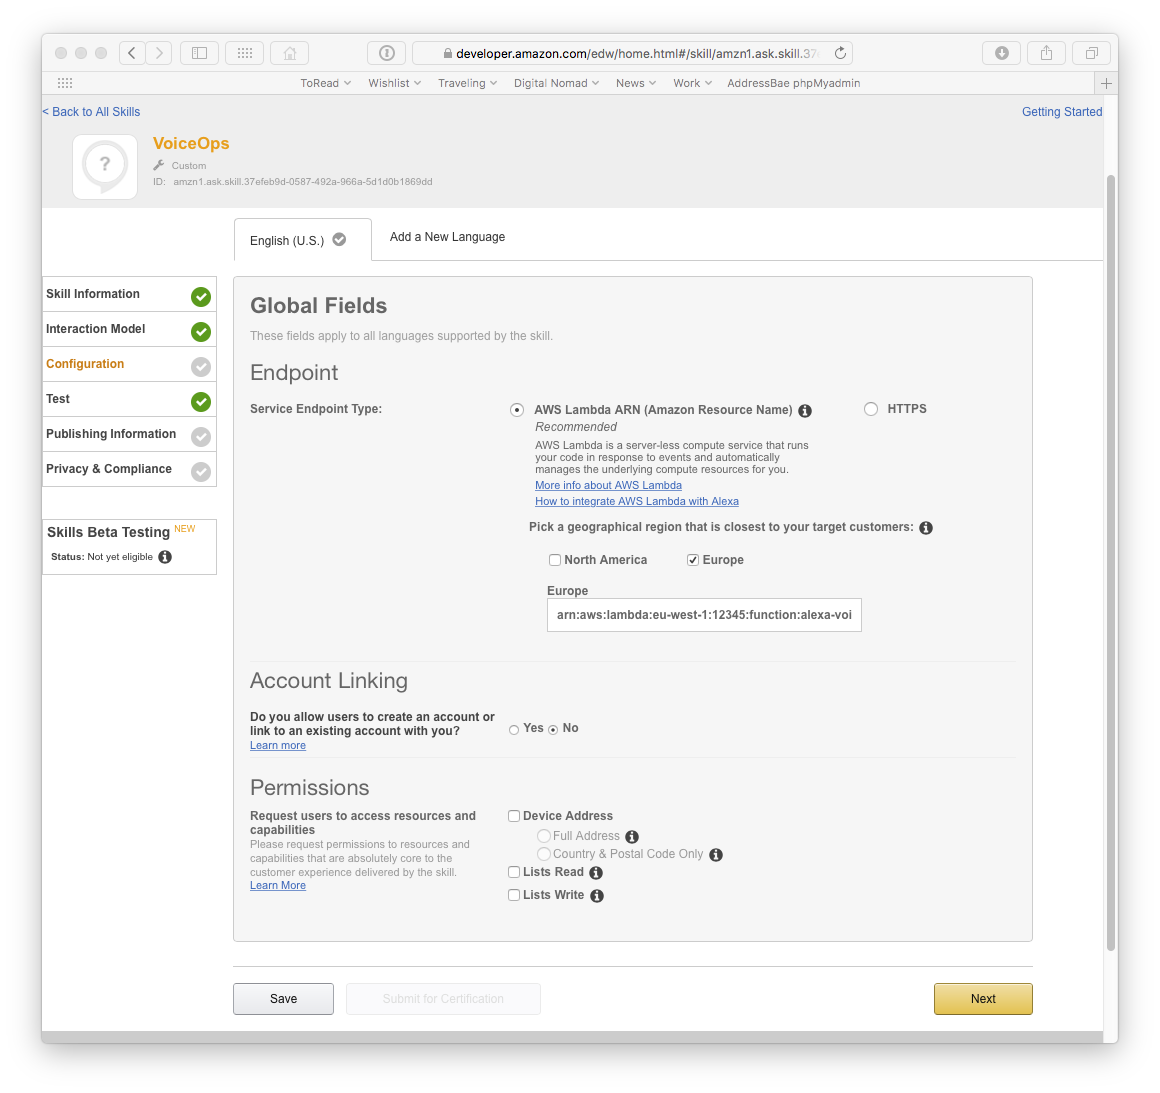 developer.amazon.com/edw/home.html#/skill/amzn1.ask.skill.37
ToRead Wishlist Traveling Digital Nomad News Work AddressBae phpMyadmin
< Back to All Skills Getting Started
VoiceOps
Custom
ID: amzn1.ask.skill.37efeb9d-0587-492a-966a-5d1d0b1869dd
English (U.S.) Add a New Language
Skill Information
Interaction Model
Configuration
Test
Publishing Information
Privacy & Compliance
Skills Beta Testing NEW
Status: Not yet eligible
Global Fields
These fields apply to all languages supported by the skill.
Endpoint
Service Endpoint Type:
AWS Lambda ARN (Amazon Resource Name) HTTPS
Recommended
AWS Lambda is a server-less compute service that runs
your code in response to events and automatically
manages the underlying compute resources for you.
More info about AWS Lambda
How to integrate AWS Lambda with Alexa
Pick a geographical region that is closest to your target customers:
North America Europe
Europe
arn:aws:lambda:eu-west-1:12345:function:alexa-voi
Account Linking
Do you allow users to create an account or
link to an existing account with you?
Learn more
Yes No
Permissions
Request users to access resources and
capabilities
Please request permissions to resources and
capabilities that are absolutely core to the
customer experience delivered by the skill.
Learn More
Device Address
Full Address
Country & Postal Code Only
Lists Read
Lists Write
Save Submit for Certification Next